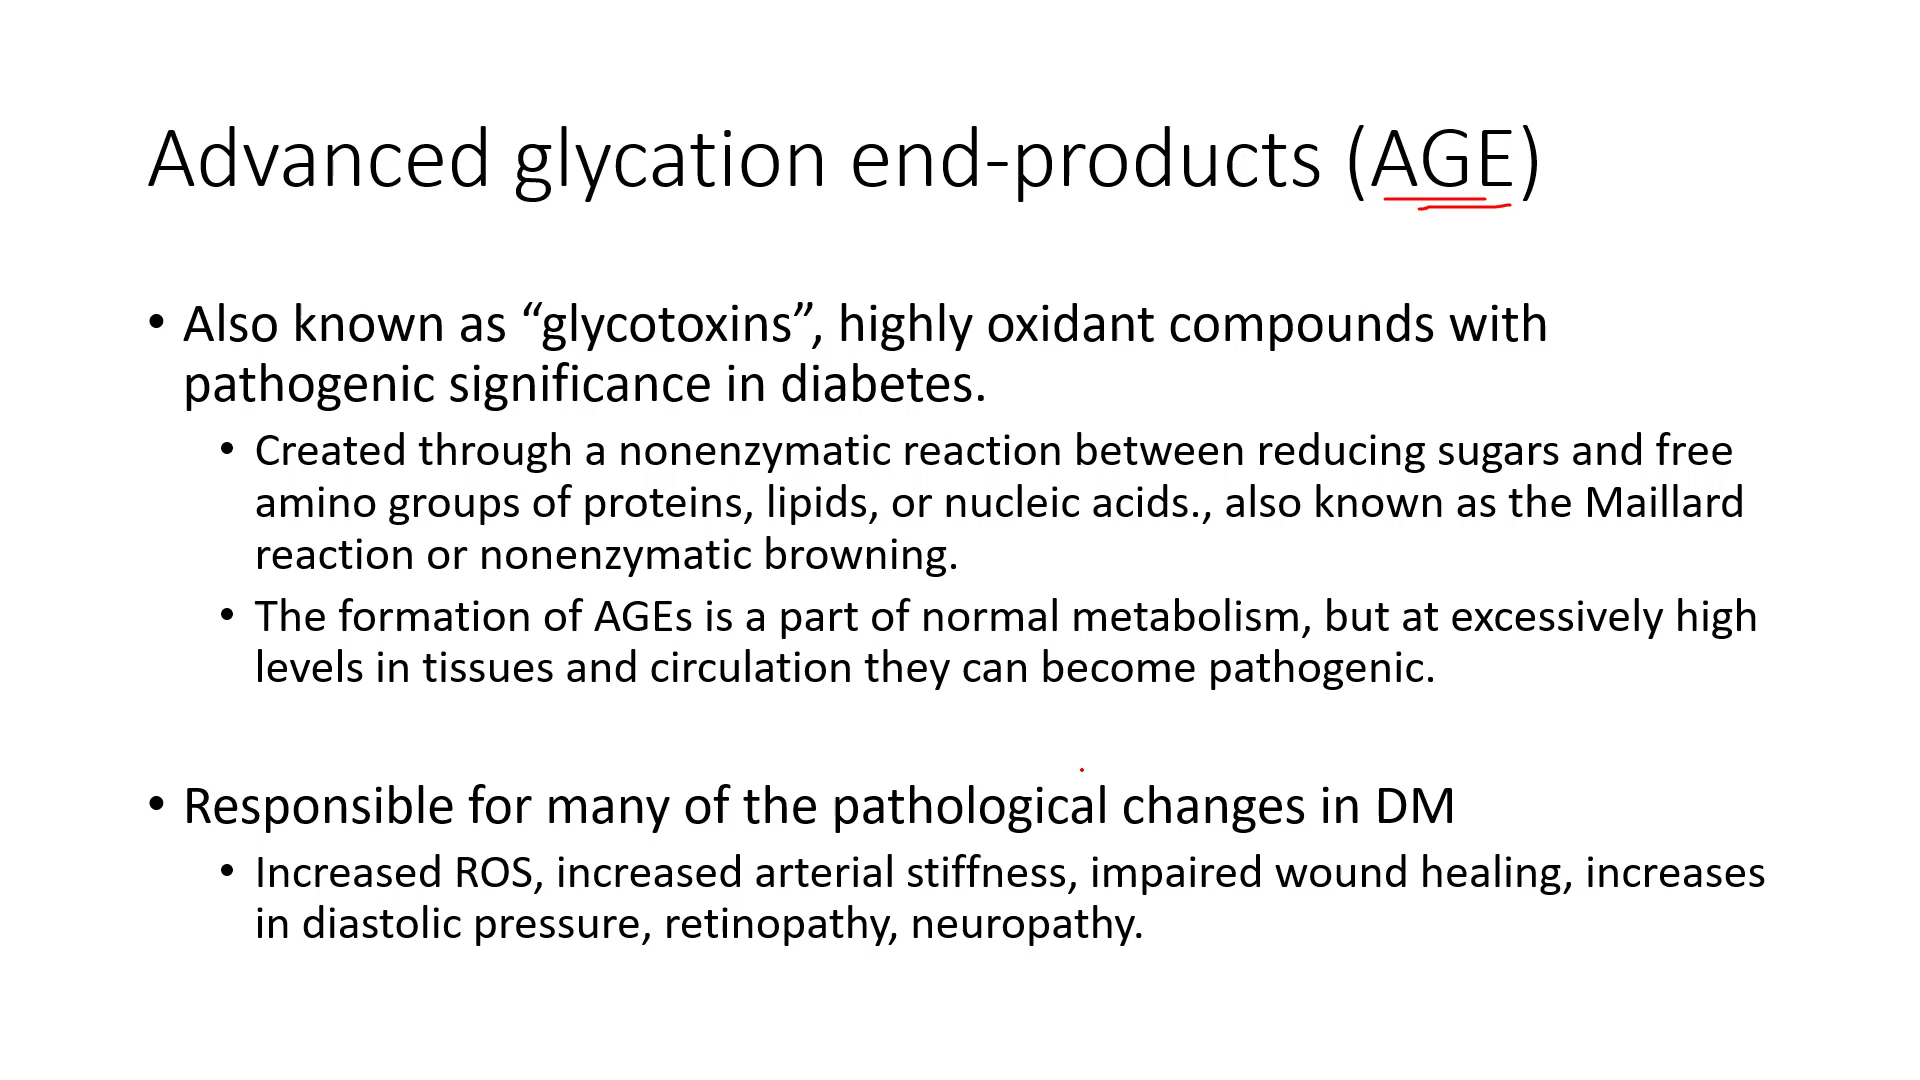 Advanced glycation end-products (AGE)
• Also known as “glycotoxins”, highly oxidant compounds with
pathogenic significance in diabetes.
• Created through a nonenzymatic reaction between reducing sugars and free
amino groups of proteins, lipids, or nucleic acids., also known as the Maillard
reaction or nonenzymatic browning.
• The formation of AGEs is a part of normal metabolism, but at excessively high
levels in tissues and circulation they can become pathogenic.
• Responsible for many of the pathological changes in DM
• Increased ROS, increased arterial stiffness, impaired wound healing, increases
in diastolic pressure, retinopathy, neuropathy.